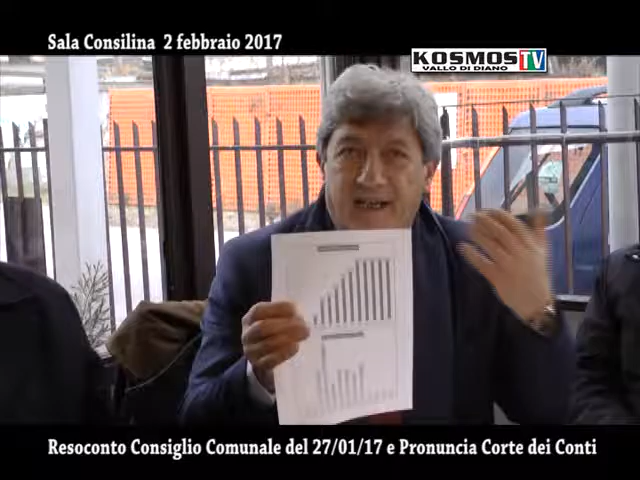 Sala Consilina 2 febbraio 2017
KOSMOS TV
VALLO DI DIANO
Resoconto Consiglio Comunale del 27/01/17 e Pronuncia Corte dei Conti